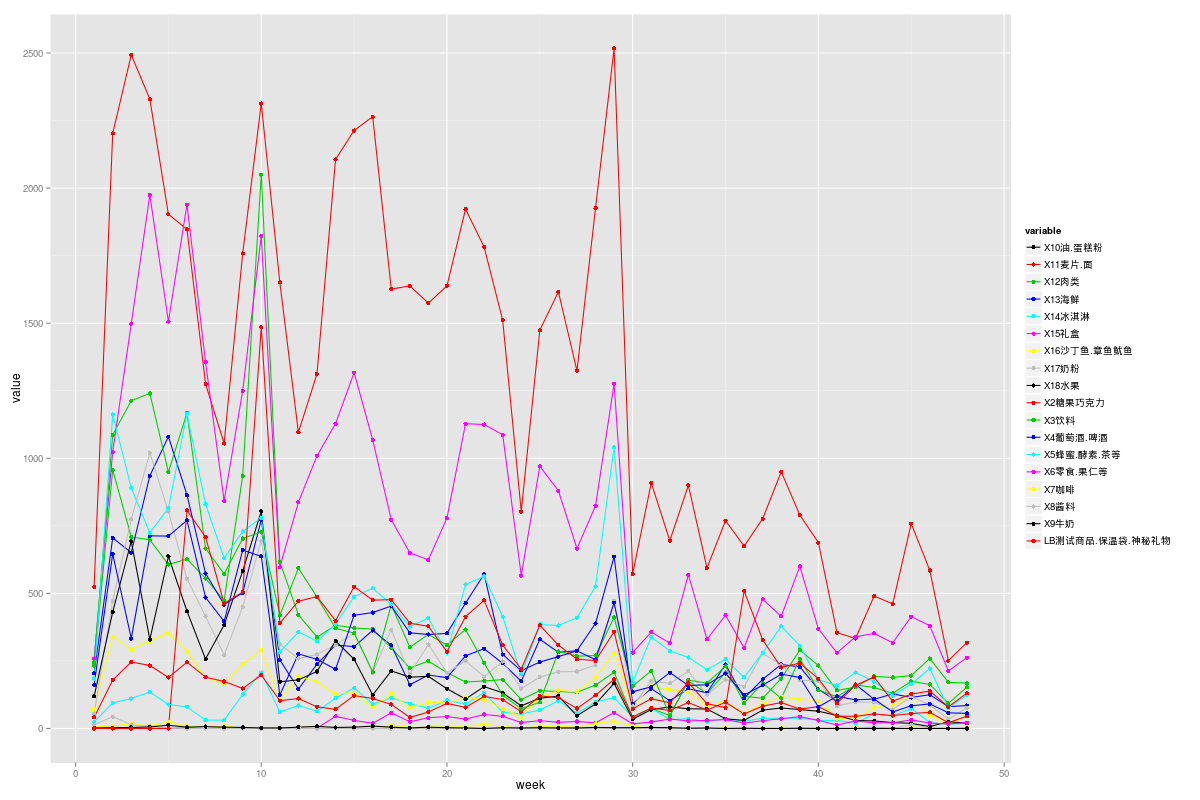 2500
2000
1500
1000
500
0
value
0
10
20
30
40
50
week
variable
X10油.蛋糕粉
X11麦片.面
X12肉类
X13海鲜
X14冰淇淋
X15礼盒
X16沙丁鱼.章鱼鱿鱼
X17奶粉
X18水果
X2糖果巧克力
X3饮料
X4葡萄酒.啤酒
X5蜂蜜.酵素.茶等
X6零食.果仁等
X7咖啡
X8酱料
X9牛奶
LB测试商品.保温袋.神秘礼物